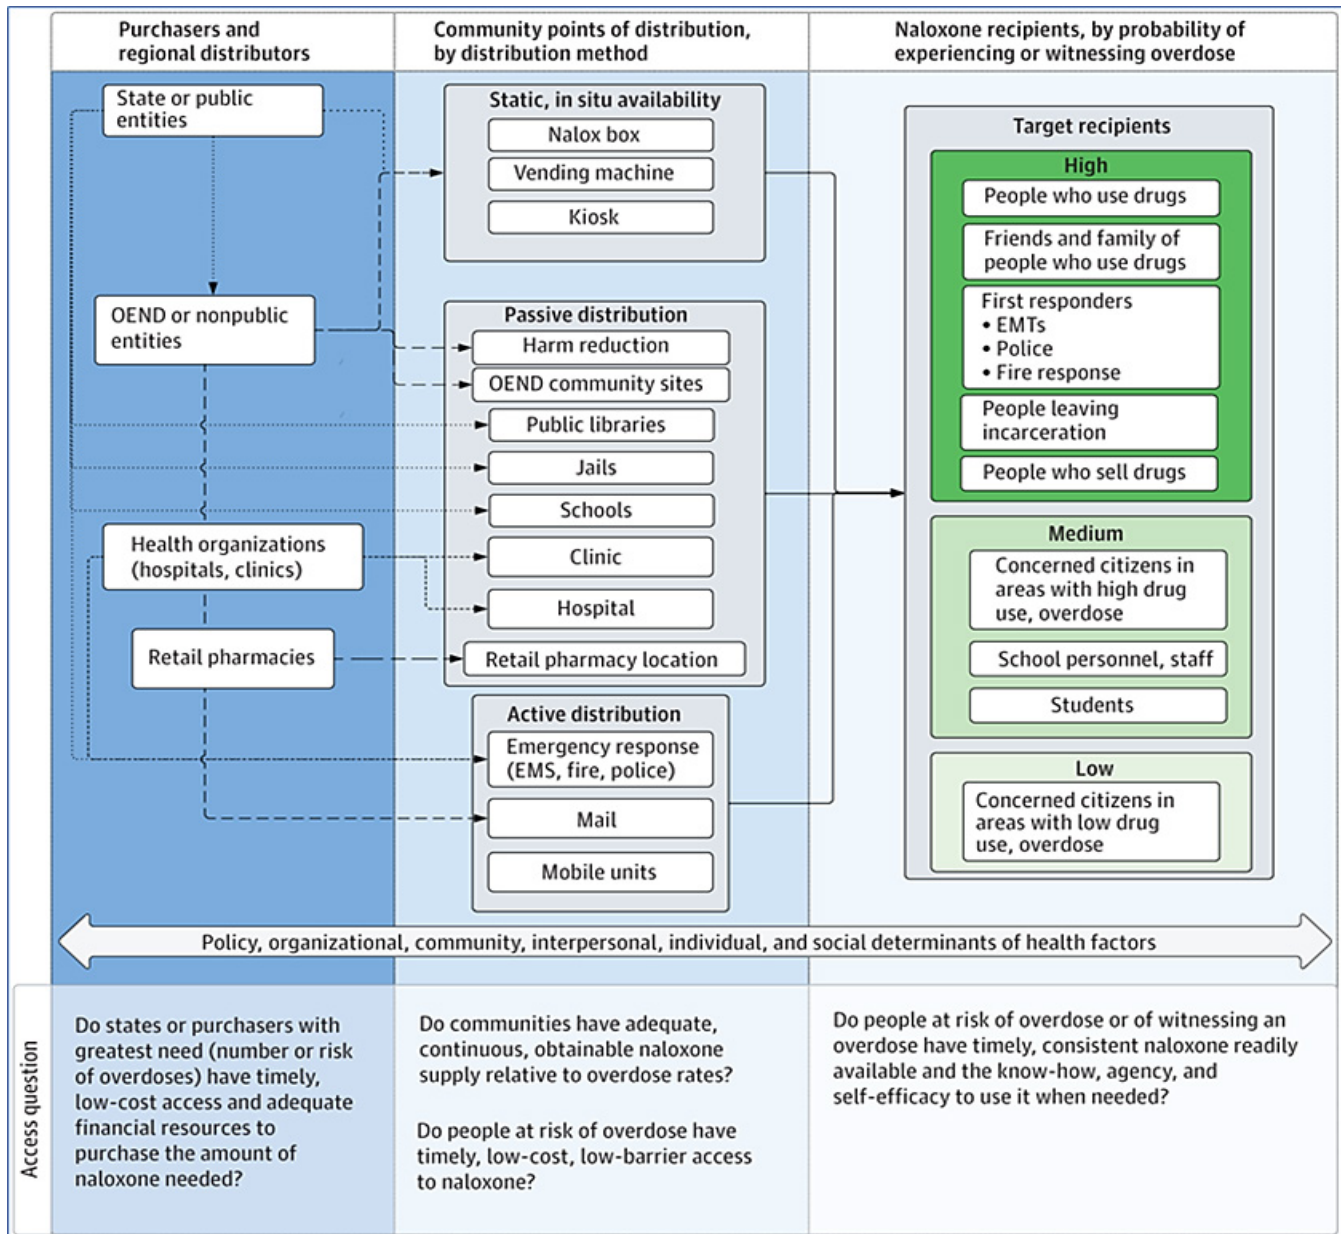 Purchasers and
regional distributors
Community points of distribution,
by distribution method
Naloxone recipients, by probability of
experiencing or witnessing overdose
State or public
entities
OEND or nonpublic
entities
Health organizations
(hospitals, clinics)
Retail pharmacies
Static, in situ availability
Nalox box
Vending machine
Kiosk
Passive distribution
Harm reduction
OEND community sites
Public libraries
Jails
Schools
Clinic
Hospital
Retail pharmacy location
Active distribution
Emergency response
(EMS, fire, police)
Mail
Mobile units
Target recipients
High
People who use drugs
Friends and family of
people who use drugs
First responders
• EMTs
• Police
• Fire response
People leaving
incarceration
People who sell drugs
Medium
Concerned citizens in
areas with high drug
use, overdose
School personnel, staff
Students
Low
Concerned citizens in
areas with low drug
use, overdose
Policy, organizational, community, interpersonal, individual, and social determinants of health factors
Access question
Do states or purchasers with
greatest need (number or risk
of overdoses) have timely,
low-cost access and adequate
financial resources to
purchase the amount of
naloxone needed?
Do communities have adequate,
continuous, obtainable naloxone
supply relative to overdose rates?
Do people at risk of overdose have
timely, low-cost, low-barrier access
to naloxone?
Do people at risk of overdose or of witnessing an
overdose have timely, consistent naloxone readily
available and the know-how, agency, and
self-efficacy to use it when needed?